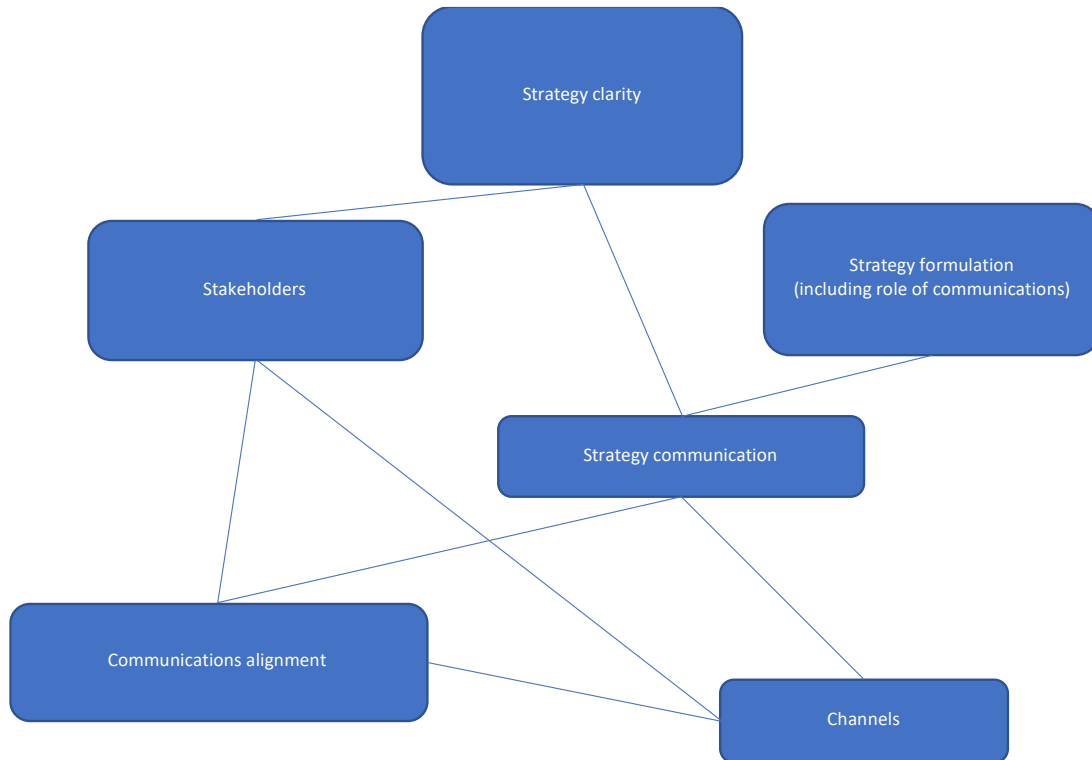 Strategy clarity
Stakeholders
Strategy formulation
(including role of communications)
Strategy communication
Communications alignment
Channels